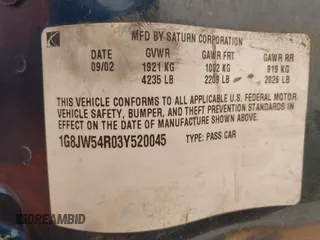 MFD BY SATURN CORPORATION
DATE GVWR GAWR FRT GAWR RR
09/02 1921 KG 1002 KG 919 KG
4235 LB 2209 LB 2026 LB
THIS VEHICLE CONFORMS TO ALL APPLICABLE U.S. FEDERAL MOTOR
VEHICLE SAFETY, BUMPER, AND THEFT PREVENTION STANDARDS IN
EFFECT ON THE DATE OF MANUFACTURE SHOWN ABOVE.
1G8JW54R03Y520045 TYPE: PASS CAR
ID DREAMBID